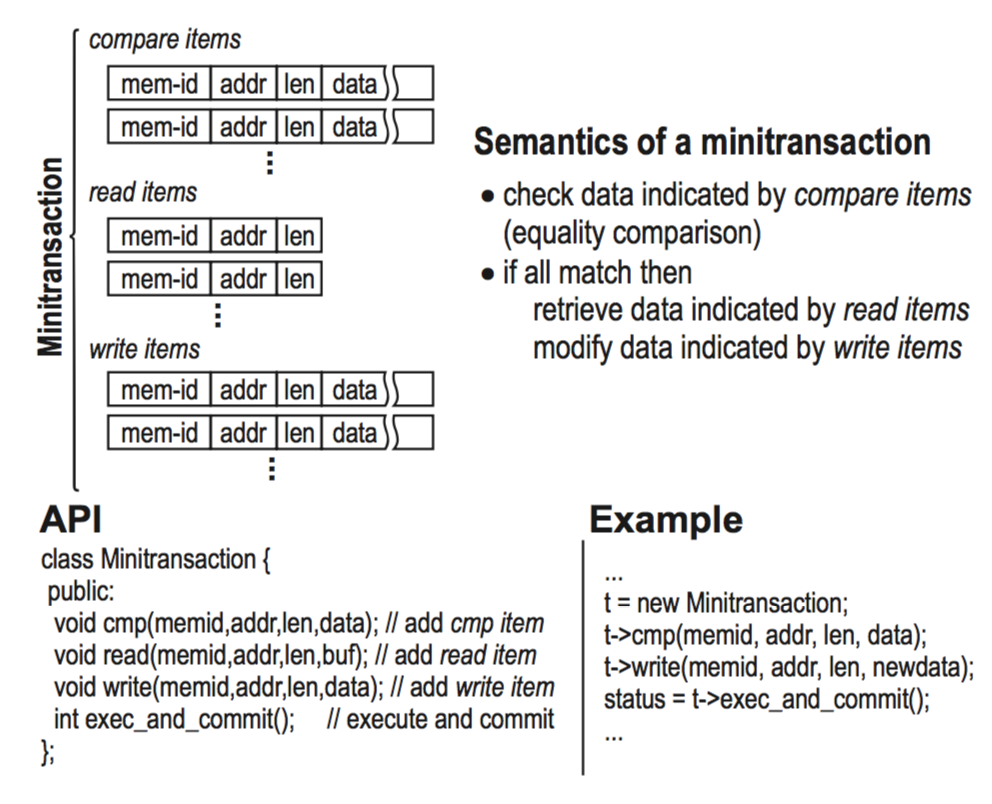 Minitransaction
compare items
mem-id addr len data
mem-id addr len data
⋮
read items
mem-id addr len
mem-id addr len
⋮
write items
mem-id addr len data
mem-id addr len data
⋮
Semantics of a minitransaction
• check data indicated by compare items
(equality comparison)
• if all match then
retrieve data indicated by read items
modify data indicated by write items
API
class Minitransaction {
public:
void cmp(memid,addr,len,data); // add cmp item
void read(memid,addr,len,buf); // add read item
void write(memid,addr,len,data); // add write item
int exec_and_commit(); // execute and commit
};
Example
...
t = new Minitransaction;
t->cmp(memid, addr, len, data);
t->write(memid, addr, len, newdata);
status = t->exec_and_commit();
...